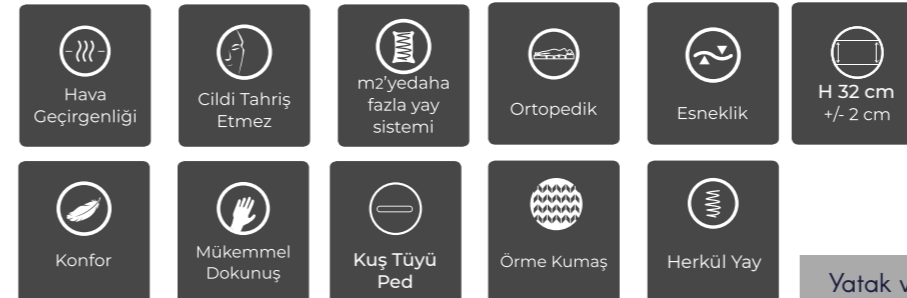 Hava
Geçirgenliği
Cildi Tahriş
Etmez
m2'yedaha
fazla yay
sistemi
Ortopedik
Esneklik
H 32 cm
+/- 2 cm
Konfor
Mükemmel
Dokunuş
Kuş Tüyü
Ped
Örme Kumaş
Herkül Yay
Yatak v